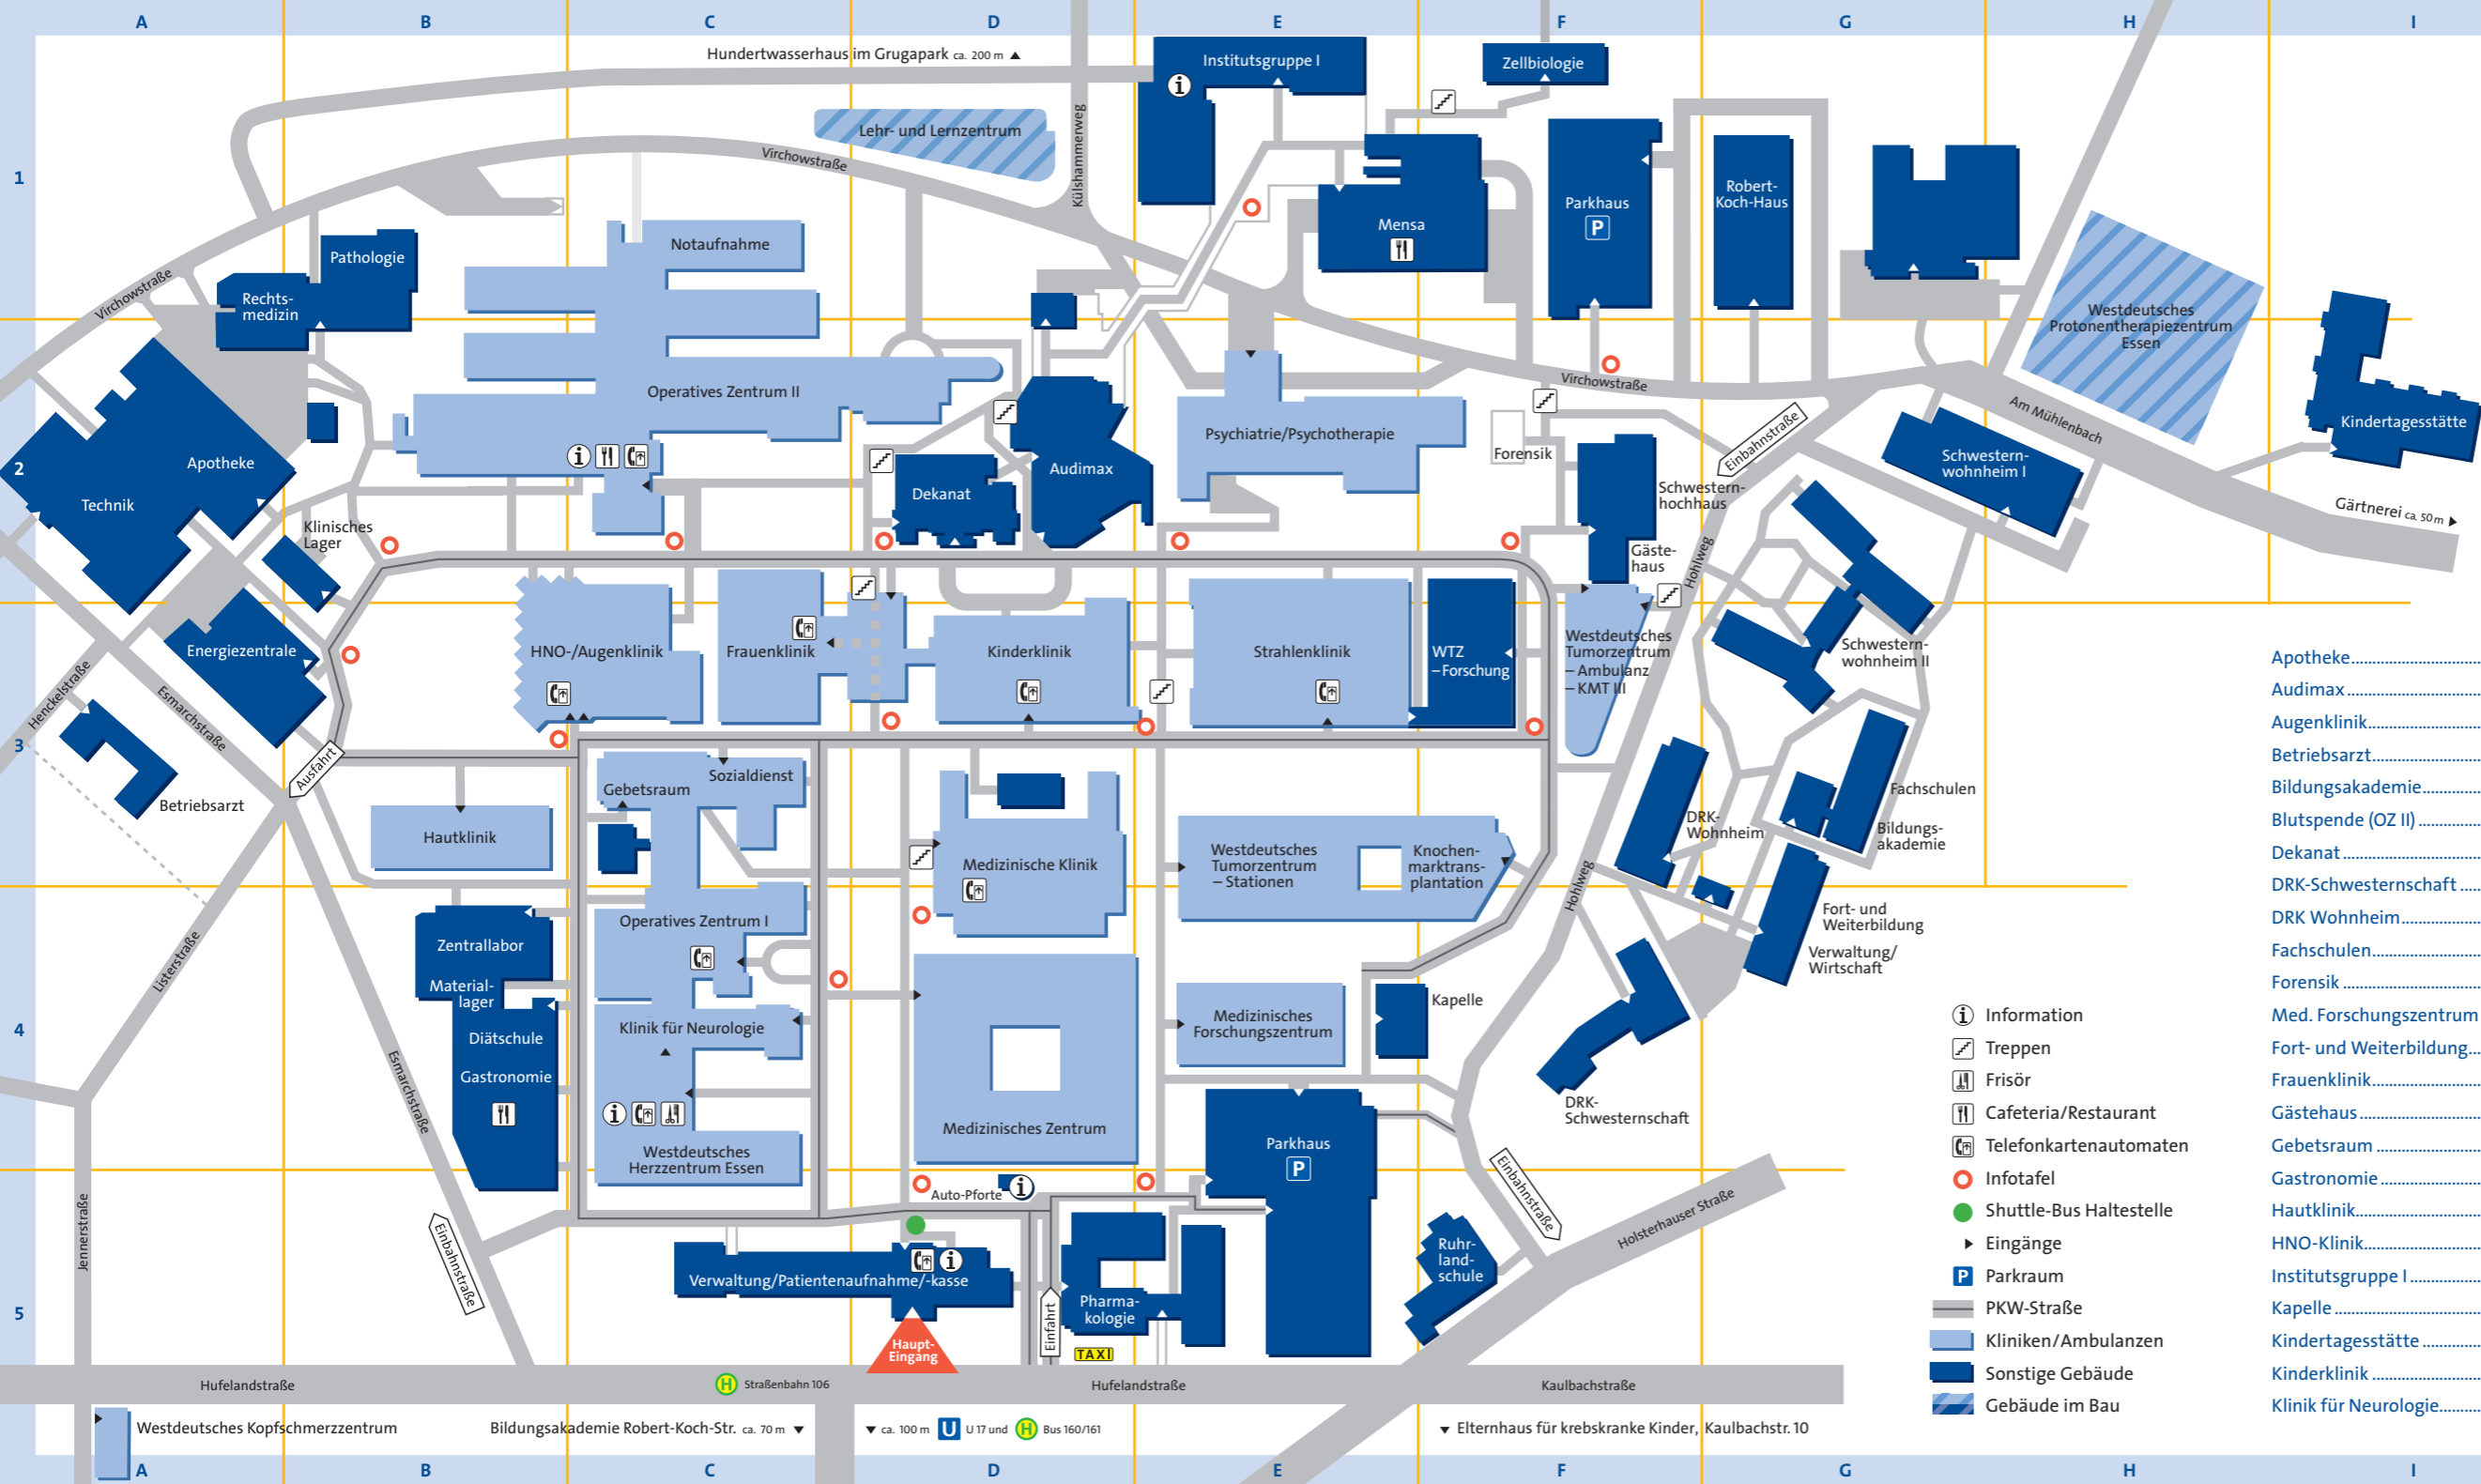 A B C D E F G H I
Hundertwasserhaus im Grugapark ca. 200 m ▲
Institutsgruppe I
Zellbiologie
Lehr- und Lernzentrum
Virchowstraße
Külshammerweg
1
Notaufnahme
Pathologie
Rechts-
medizin
Virchowstraße
Mensa
Parkhaus
P
Robert-
Koch-Haus
Westdeutsches
Protonentherapiezentrum
Essen
Virchowstraße
Operatives Zentrum II
Einbahnstraße
Am Mühlenbach
Kindertagesstätte
2
Apotheke
Technik
Psychiatrie/Psychotherapie
Forensik
Audimax
Dekanat
Schwestern-
hochhaus
Schwestern-
wohnheim I
Gärtnerei ca. 50 m ▶
Klinisches
Lager
Gäste-
haus
Hohlweg
Energiezentrale
HNO-/Augenklinik
Frauenklinik
Kinderklinik
Strahlenklinik
WTZ
– Forschung
Westdeutsches
Tumorzentrum
– Ambulanz
– KMT III
Schwestern-
wohnheim II
Henckelstraße
Esmarchstraße
3
Ausfahrt
Betriebsarzt
Gebetsraum
Sozialdienst
Hautklinik
Medizinische Klinik
Westdeutsches
Tumorzentrum
– Stationen
Knochen-
marktrans-
plantation
DRK-
Wohnheim
Fachschulen
Bildungs-
akademie
Hohlweg
Operatives Zentrum I
Zentrallabor
Material-
lager
Fort- und
Weiterbildung
Verwaltung/
Wirtschaft
Listerstraße
4
Diätschule
Gastronomie
Klinik für Neurologie
Medizinisches
Forschungszentrum
Kapelle
Esmarchstraße
Westdeutsches
Herzzentrum Essen
Medizinisches Zentrum
Parkhaus
P
DRK-
Schwesternschaft
Auto-Pforte
Einbahnstraße
Holsterhauser Straße
Jennerstraße
Einbahnstraße
Verwaltung/Patientenaufnahme/-kasse
Pharma-
kologie
Ruhr-
land-
schule
5
Haupt-
Eingang
Einfahrt
TAXI
Hufelandstraße
H Straßenbahn 106
Hufelandstraße
Kaulbachstraße
Westdeutsches Kopfschmerzzentrum
Bildungsakademie Robert-Koch-Str. ca. 70 m ▼
▼ ca. 100 m U U 17 und H Bus 160/161
▼ Elternhaus für krebskranke Kinder, Kaulbachstr. 10
A B C D E F G H I
i Information
Treppen
Frisör
Cafeteria/Restaurant
Telefonkartenautomaten
Infotafel
Shuttle-Bus Haltestelle
▶ Eingänge
P Parkraum
PKW-Straße
Kliniken/Ambulanzen
Sonstige Gebäude
Gebäude im Bau
Apotheke
Audimax
Augenklinik
Betriebsarzt
Bildungsakademie
Blutspende (OZ II)
Dekanat
DRK-Schwesternschaft
DRK Wohnheim
Fachschulen
Forensik
Med. Forschungszentrum
Fort- und Weiterbildung
Frauenklinik
Gästehaus
Gebetsraum
Gastronomie
Hautklinik
HNO-Klinik
Institutsgruppe I
Kapelle
Kindertagesstätte
Kinderklinik
Klinik für Neurologie